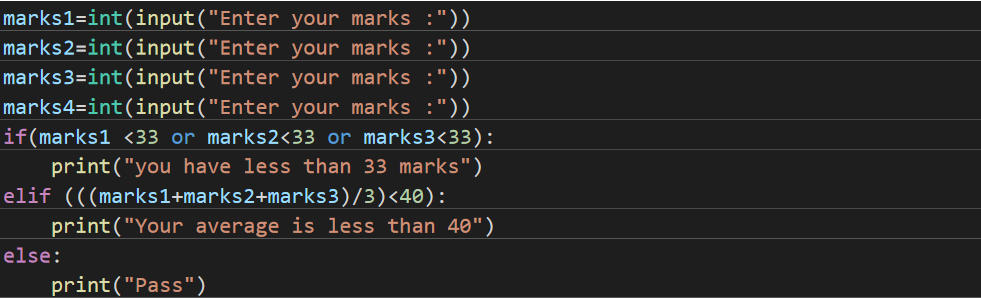 marks1=int(input("Enter your marks :"))
marks2=int(input("Enter your marks :"))
marks3=int(input("Enter your marks :"))
marks4=int(input("Enter your marks :"))
if(marks1 <33 or marks2<33 or marks3<33):
    print("you have less than 33 marks")
elif (((marks1+marks2+marks3)/3)<40):
    print("Your average is less than 40")
else:
    print("Pass")